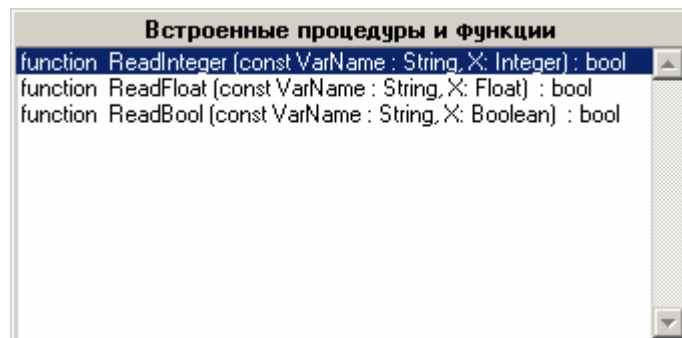 Встроенные процедуры и функции
function ReadInteger (const VarName : String, X: Integer) : bool
function ReadFloat (const VarName : String, X: Float) : bool
function ReadBool (const VarName : String, X: Boolean) : bool